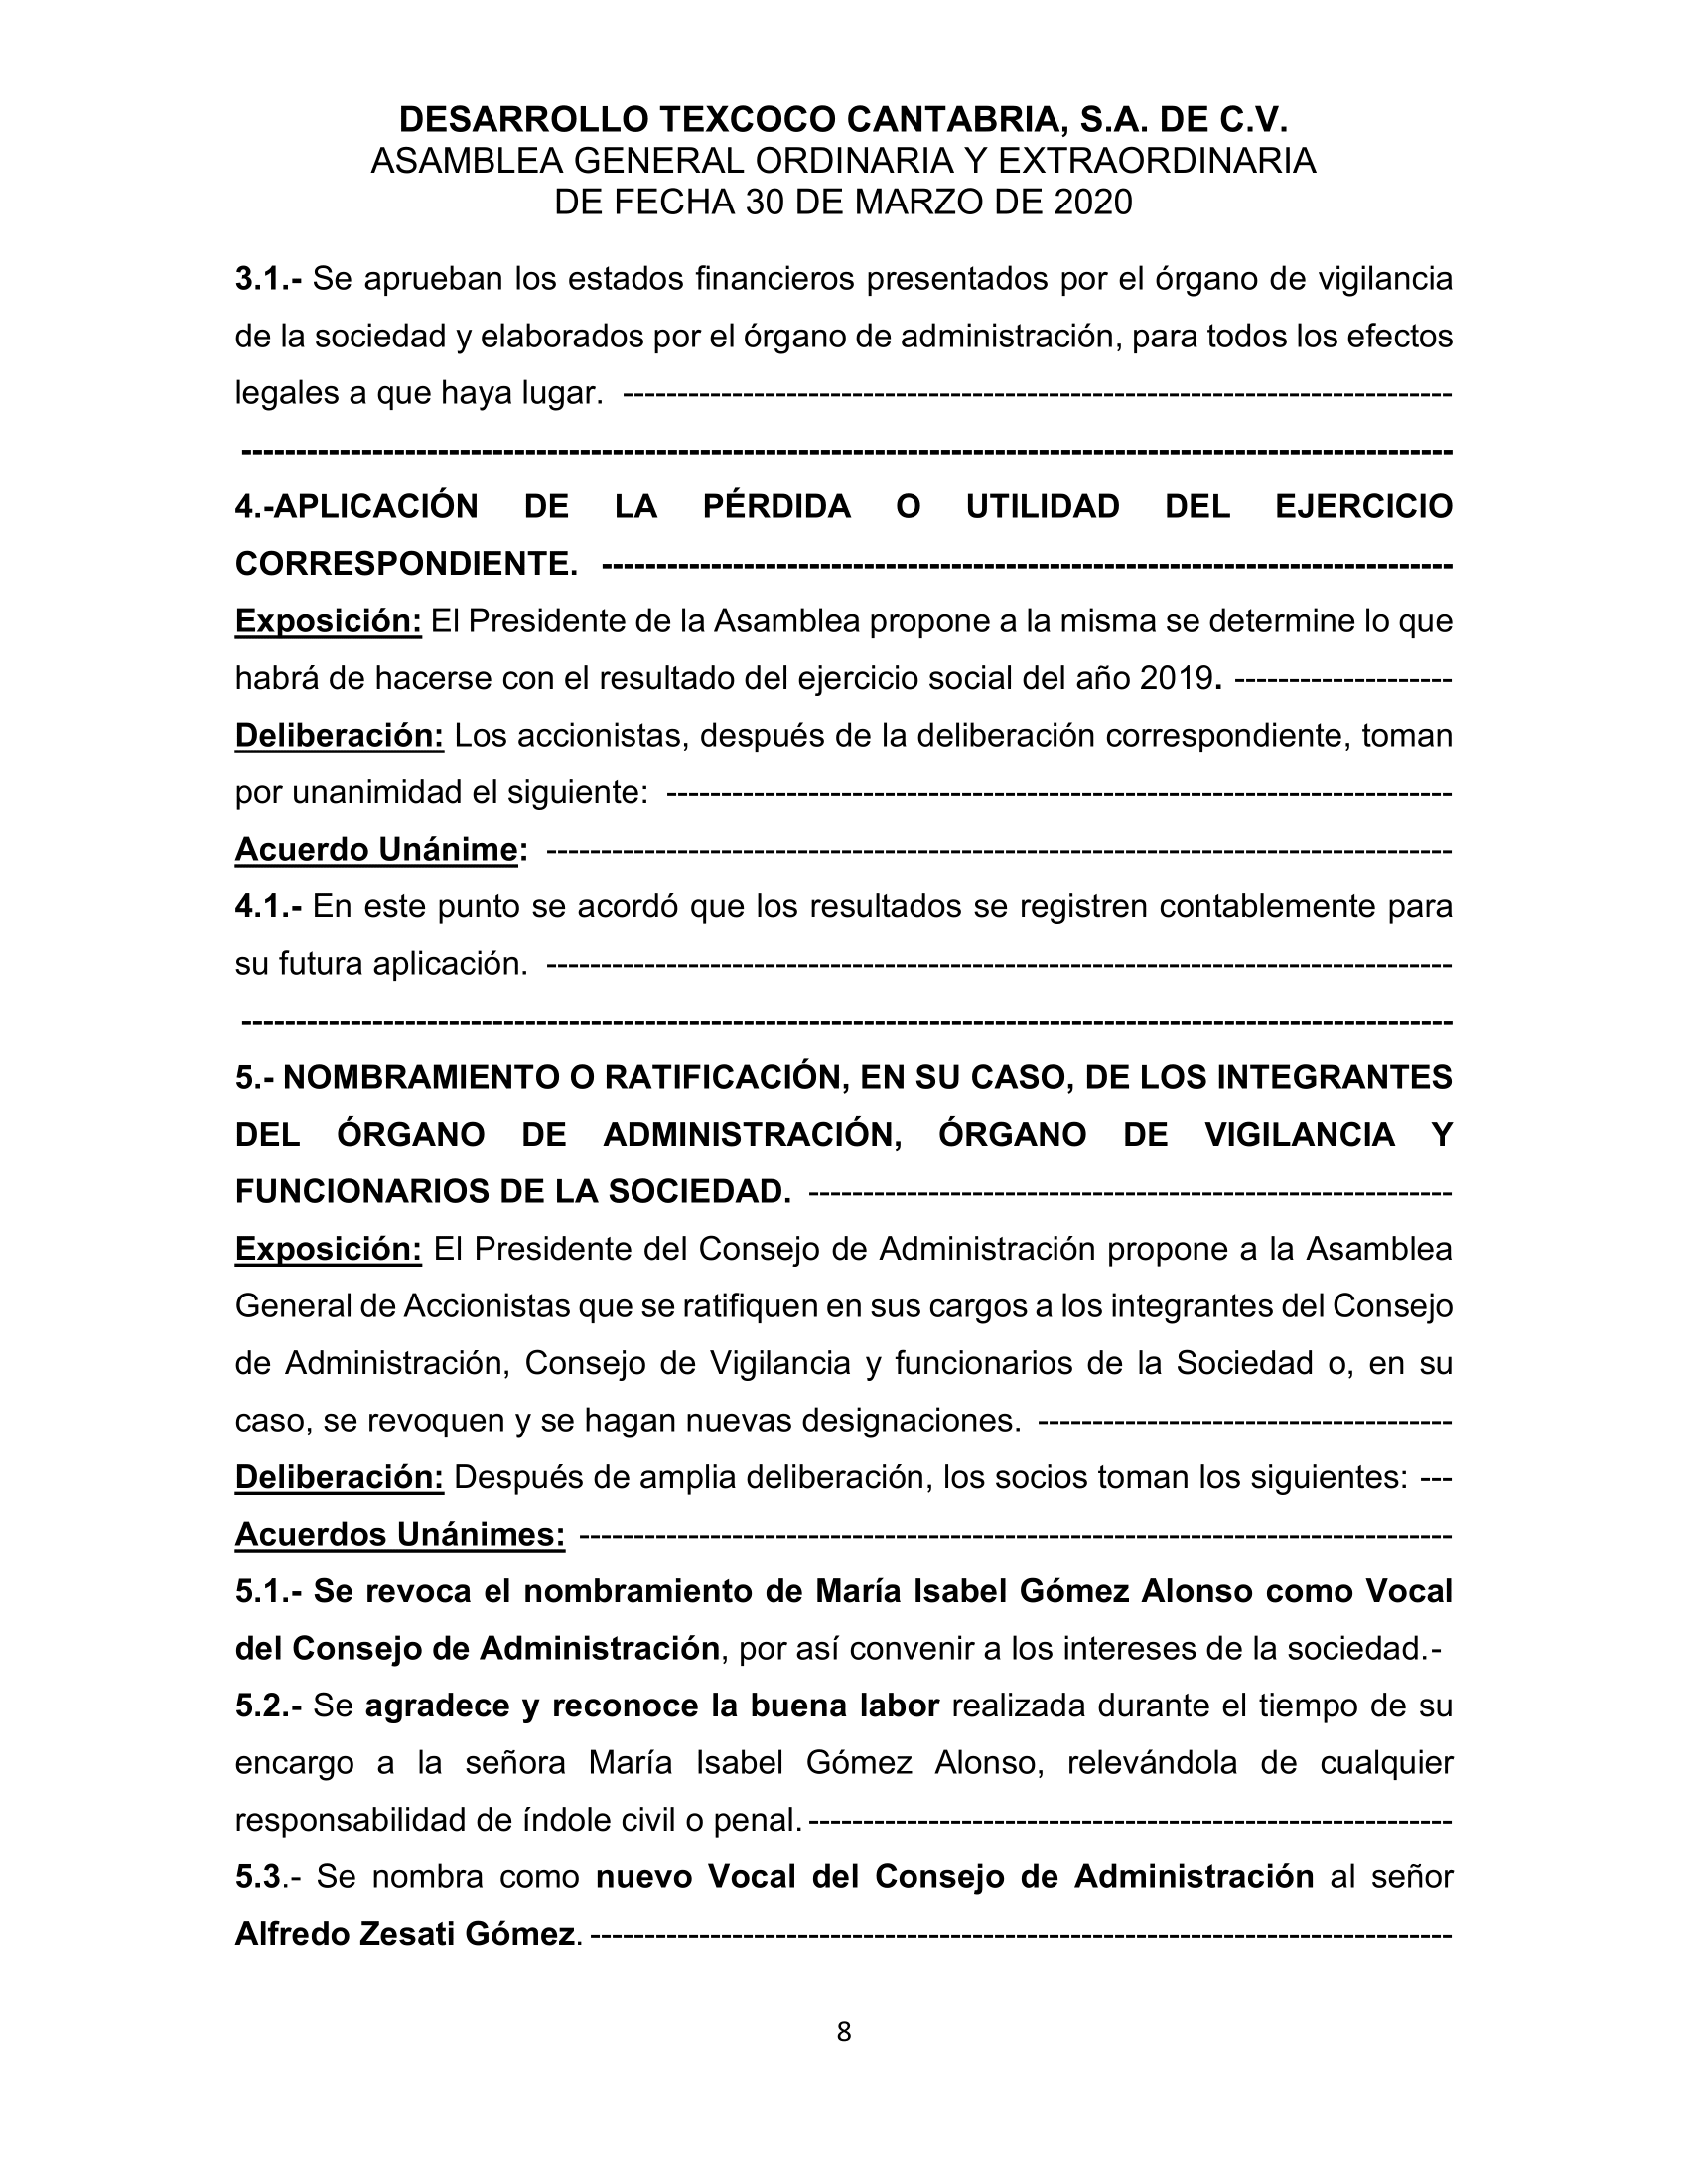 DESARROLLO TEXCOCO CANTABRIA, S.A. DE C.V.
ASAMBLEA GENERAL ORDINARIA Y EXTRAORDINARIA
DE FECHA 30 DE MARZO DE 2020
3.1.- Se aprueban los estados financieros presentados por el órgano de vigilancia
de la sociedad y elaborados por el órgano de administración, para todos los efectos
legales a que haya lugar. ----------------------------------------------------------------------------
---------------------------------------------------------------------------------------------------------------
4.-APLICACIÓN DE LA PÉRDIDA O UTILIDAD DEL EJERCICIO
CORRESPONDIENTE. ------------------------------------------------------------------------------
Exposición: El Presidente de la Asamblea propone a la misma se determine lo que
habrá de hacerse con el resultado del ejercicio social del año 2019. --------------------
Deliberación: Los accionistas, después de la deliberación correspondiente, toman
por unanimidad el siguiente: ------------------------------------------------------------------------
Acuerdo Unánime: -----------------------------------------------------------------------------------
4.1.- En este punto se acordó que los resultados se registren contablemente para
su futura aplicación. -----------------------------------------------------------------------------------
---------------------------------------------------------------------------------------------------------------
5.- NOMBRAMIENTO O RATIFICACIÓN, EN SU CASO, DE LOS INTEGRANTES
DEL ÓRGANO DE ADMINISTRACIÓN, ÓRGANO DE VIGILANCIA Y
FUNCIONARIOS DE LA SOCIEDAD. -----------------------------------------------------------
Exposición: El Presidente del Consejo de Administración propone a la Asamblea
General de Accionistas que se ratifiquen en sus cargos a los integrantes del Consejo
de Administración, Consejo de Vigilancia y funcionarios de la Sociedad o, en su
caso, se revoquen y se hagan nuevas designaciones. --------------------------------------
Deliberación: Después de amplia deliberación, los socios toman los siguientes: ---
Acuerdos Unánimes: --------------------------------------------------------------------------------
5.1.- Se revoca el nombramiento de María Isabel Gómez Alonso como Vocal
del Consejo de Administración, por así convenir a los intereses de la sociedad.-
5.2.- Se agradece y reconoce la buena labor realizada durante el tiempo de su
encargo a la señora María Isabel Gómez Alonso, relevándola de cualquier
responsabilidad de índole civil o penal. -----------------------------------------------------------
5.3.- Se nombra como nuevo Vocal del Consejo de Administración al señor
Alfredo Zesati Gómez. -------------------------------------------------------------------------------
8